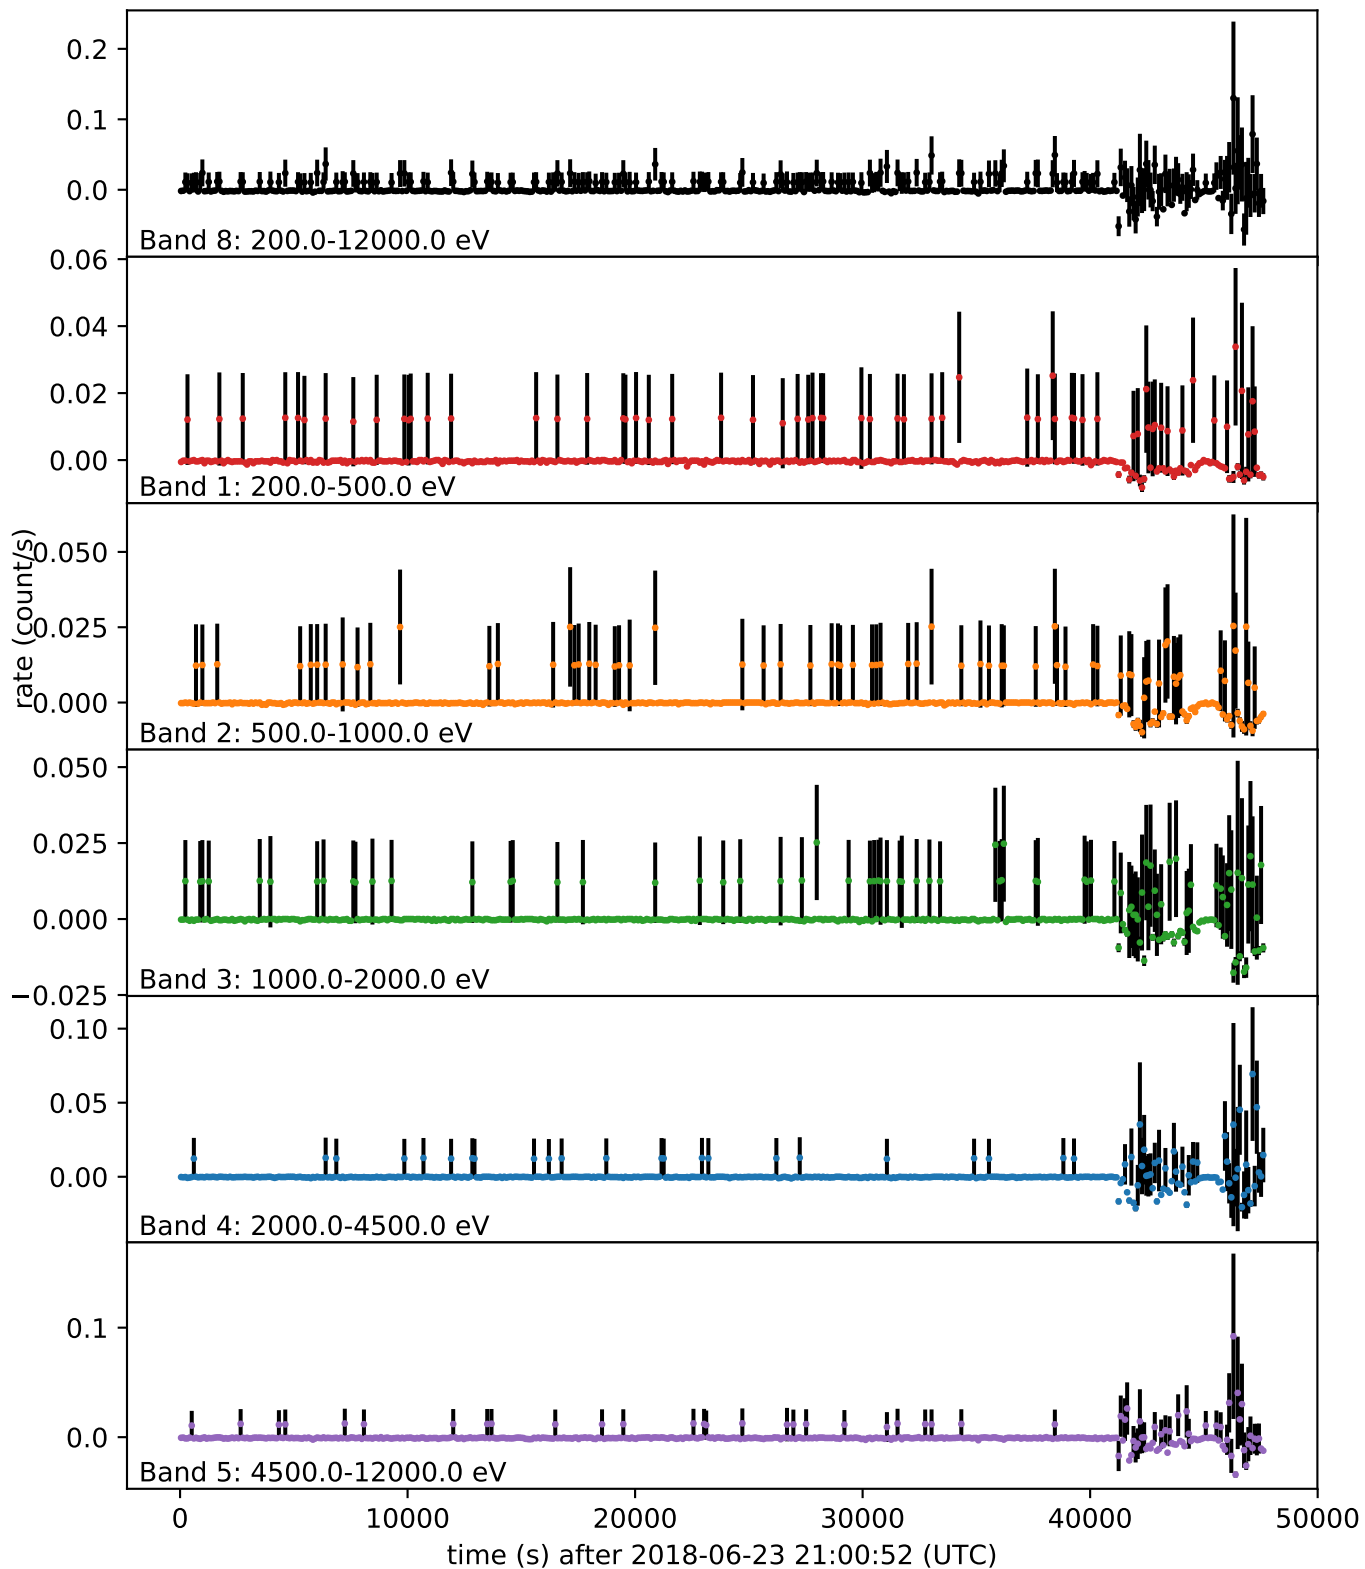 0.2
0.1
0.0
Band 8: 200.0-12000.0 eV
0.06
0.04
0.02
0.00
Band 1: 200.0-500.0 eV
rate (count/s)
0.050
0.025
0.000
Band 2: 500.0-1000.0 eV
0.050
0.025
0.000
−0.025
Band 3: 1000.0-2000.0 eV
0.10
0.05
0.00
Band 4: 2000.0-4500.0 eV
0.1
0.0
Band 5: 4500.0-12000.0 eV
0 10000 20000 30000 40000 50000
time (s) after 2018-06-23 21:00:52 (UTC)